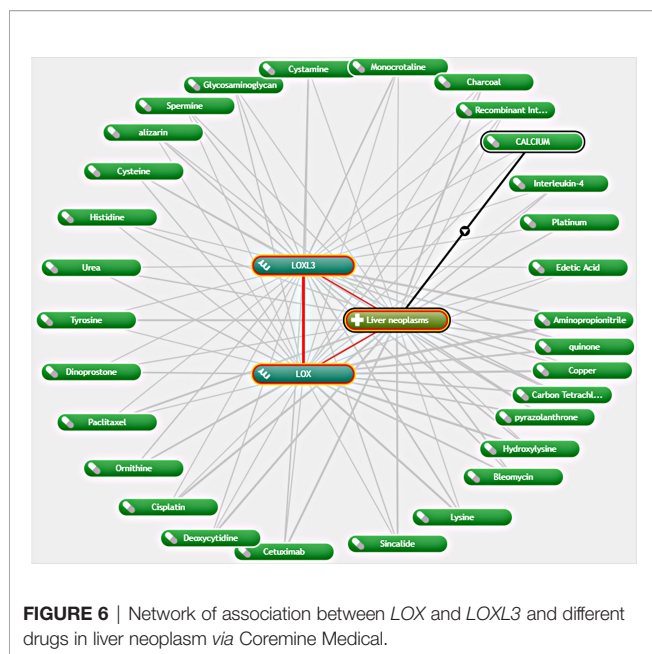 Cystamine
Monocrotaline
Glycosaminoglycan
Charcoal
Spermine
Recombinant Int...
alizarin
CALCIUM
Cysteine
Interleukin-4
Histidine
Platinum
LOXL3
Urea
Edetic Acid
Tyrosine
Liver neoplasms
Aminopropionitrile
quinone
Dinoprostone
LOX
Copper
Carbon Tetrachl...
Paclitaxel
pyrazolanthrone
Hydroxylysine
Ornithine
Bleomycin
Cisplatin
Lysine
Deoxycytidine
Sincalide
Cetuximab
FIGURE 6 | Network of association between LOX and LOXL3 and different
drugs in liver neoplasm via Coremine Medical.